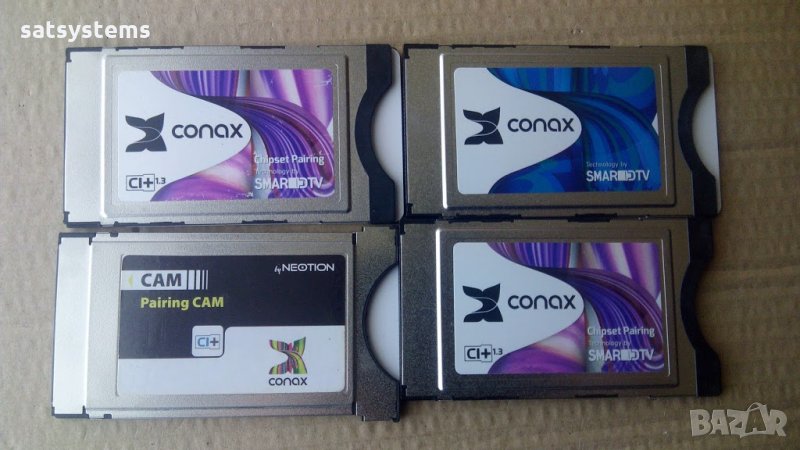 satsystems
conax
Chipset Pairing
Technology by
CI+ 1.3
SMARDTV
conax
Technology by
SMARDTV
CAM
by NEOTION
Pairing CAM
CI+
conax
conax
Chipset Pairing
Technology by
CI+ 1.3
SMARDTV
BAZAR